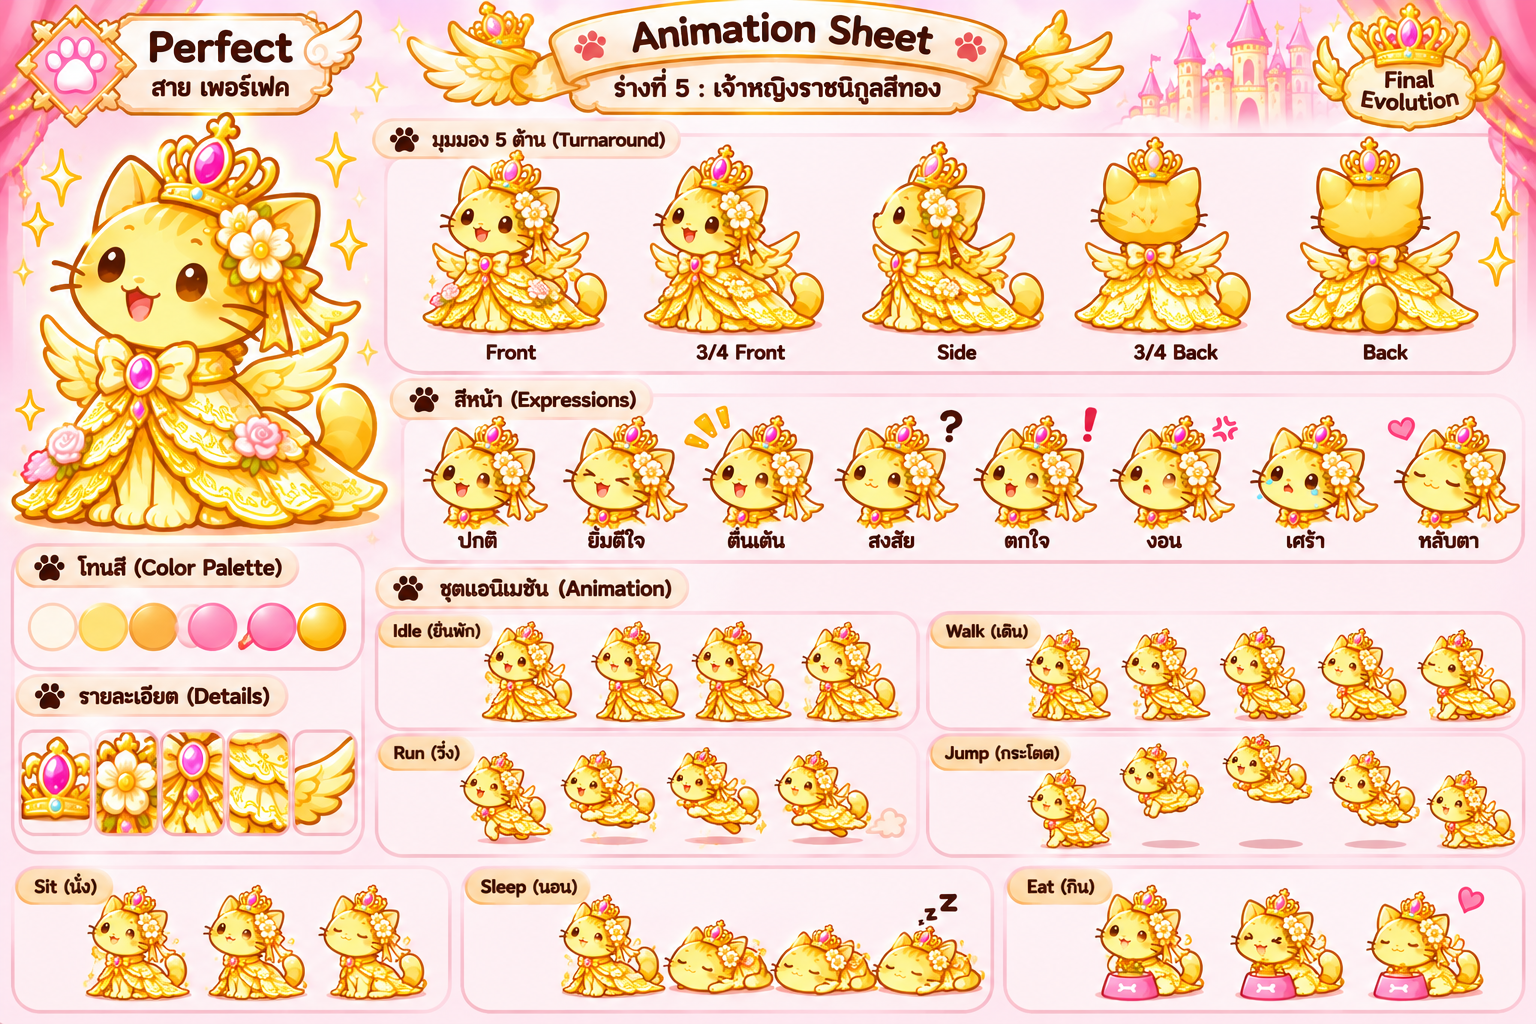 Perfect
สาย เพอร์เฟค
Animation Sheet
ร่างที่ 5 : เจ้าหญิงราชนิกูลสีทอง
Final
Evolution
มุมมอง 5 ด้าน (Turnaround)
Front
3/4 Front
Side
3/4 Back
Back
สีหน้า (Expressions)
?
!
ปกติ
ยิ้มดีใจ
ตื่นเต้น
สงสัย
ตกใจ
งอน
เศร้า
หลับตา
โทนสี (Color Palette)
รายละเอียด (Details)
ชุดแอนิเมชัน (Animation)
Idle (ยืนพัก)
Walk (เดิน)
Run (วิ่ง)
Jump (กระโดด)
Sit (นั่ง)
Sleep (นอน)
z z Z
Eat (กิน)